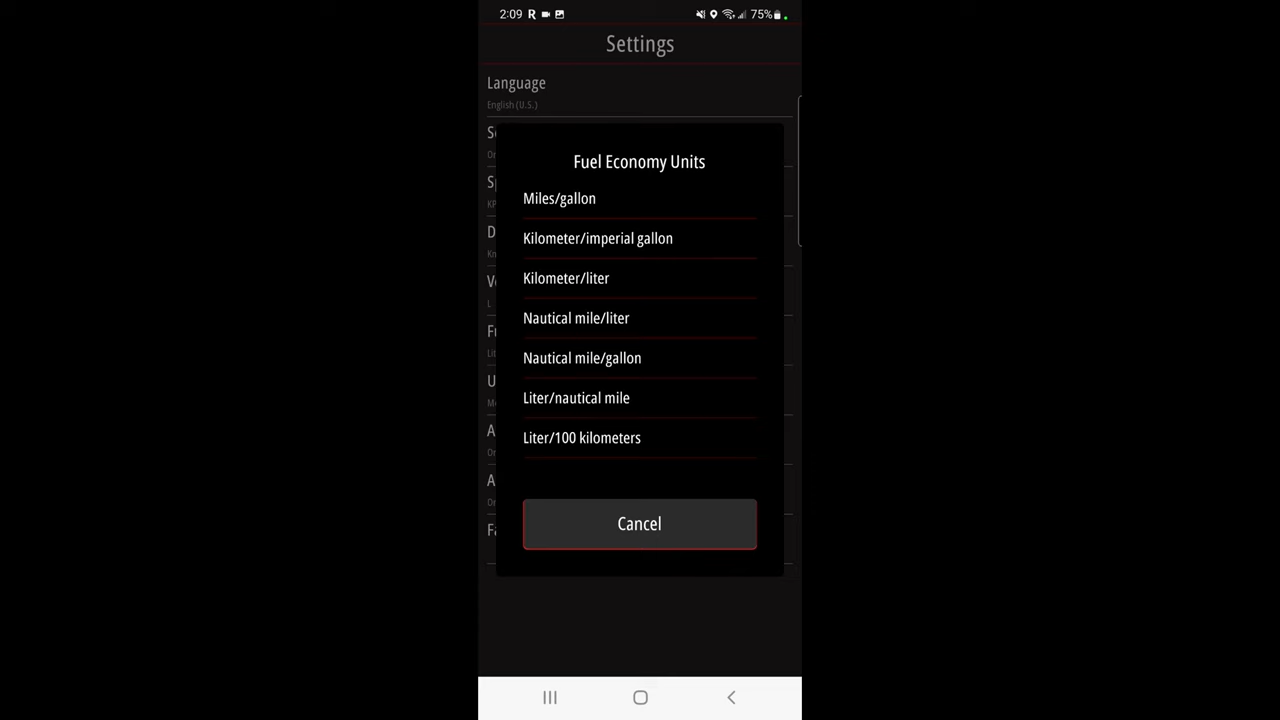 2:09 R 75%
Settings
Language
English (U.S.)
Fuel Economy Units
Miles/gallon
Kilometer/imperial gallon
Kilometer/liter
Nautical mile/liter
Nautical mile/gallon
Liter/nautical mile
Liter/100 kilometers
Cancel